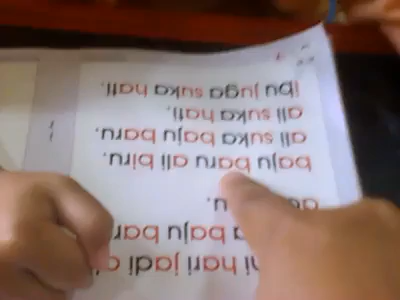 hari jadi
baju
baju baru ali biru.
ali suka baju baru.
ali suka hati.
ibu juga suka hati.